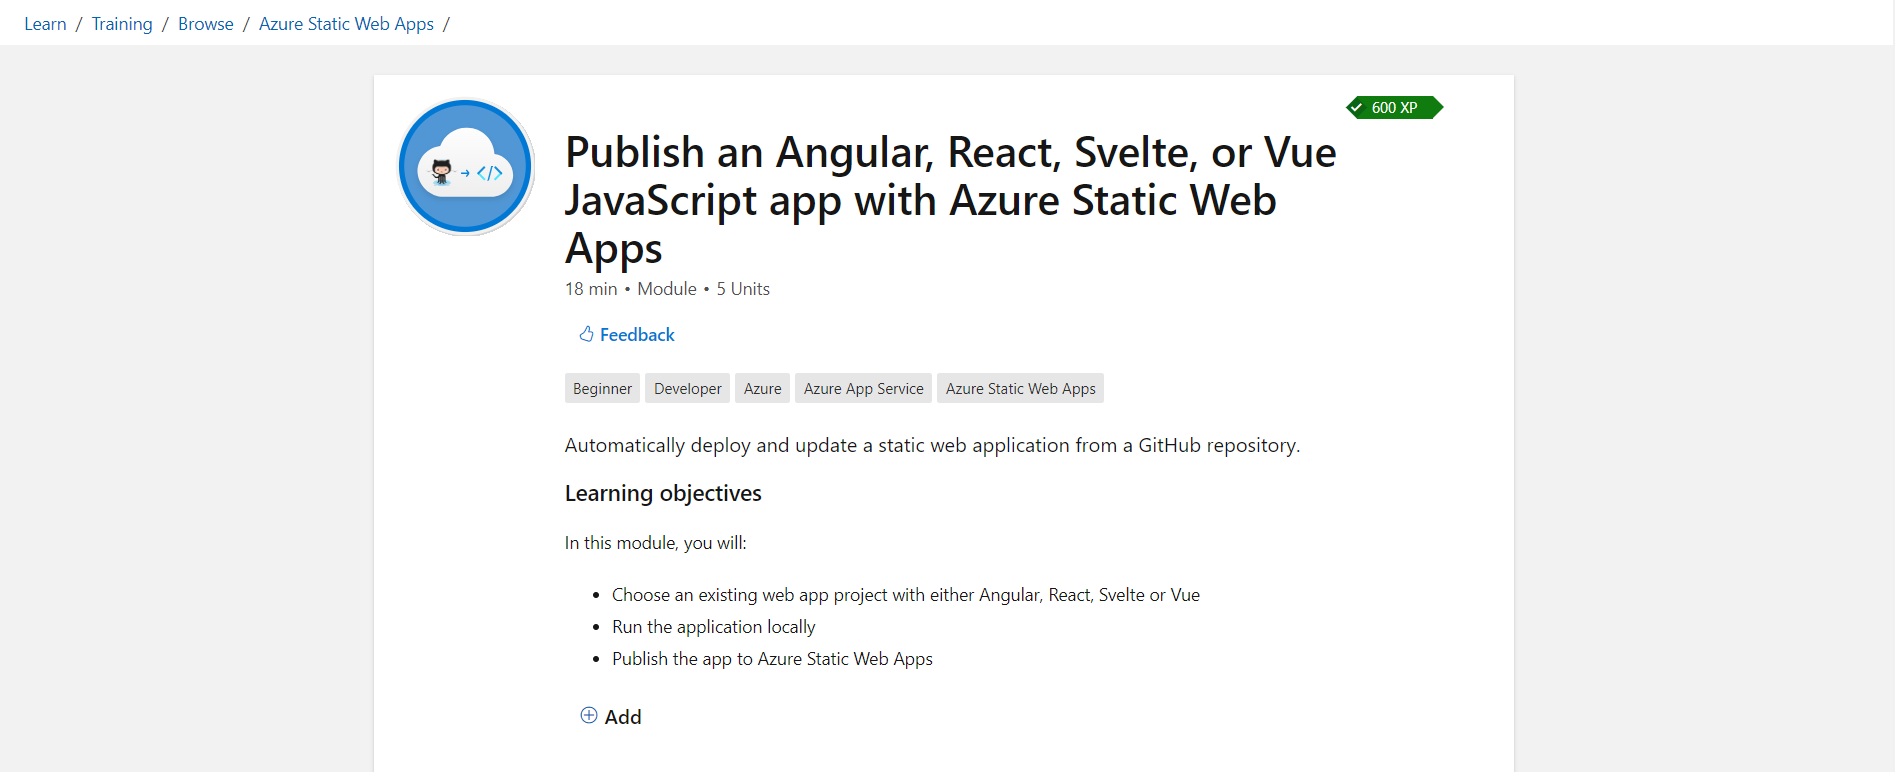 Learn / Training / Browse / Azure Static Web Apps /
600 XP
Publish an Angular, React, Svelte, or Vue
JavaScript app with Azure Static Web
Apps
18 min • Module • 5 Units
Feedback
Beginner Developer Azure Azure App Service Azure Static Web Apps
Automatically deploy and update a static web application from a GitHub repository.
Learning objectives
In this module, you will:
• Choose an existing web app project with either Angular, React, Svelte or Vue
• Run the application locally
• Publish the app to Azure Static Web Apps
Add